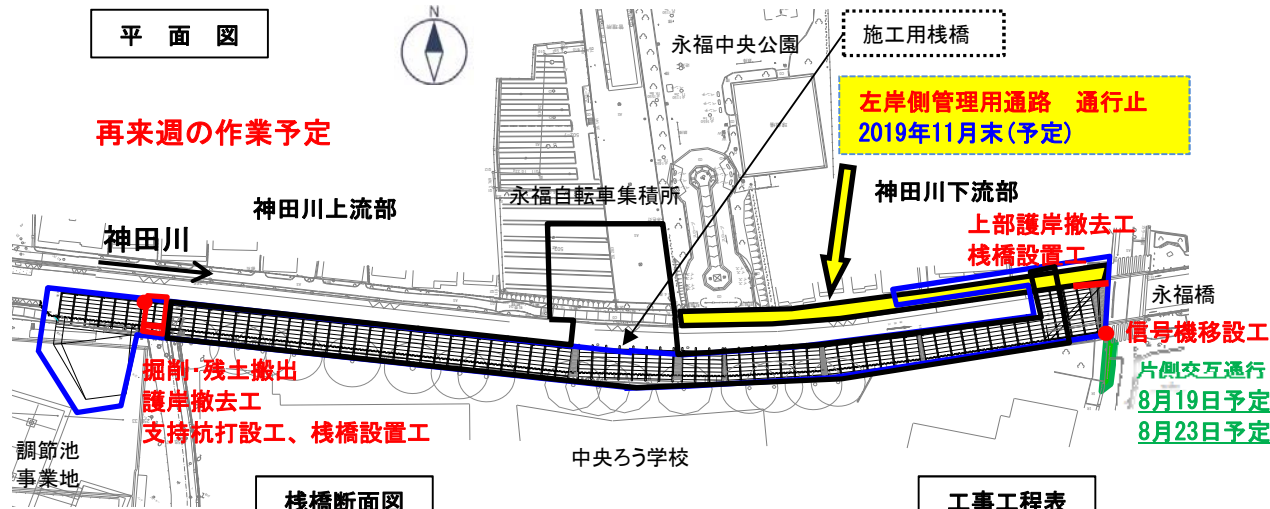 平 面 図
N
永福中央公園
施工用桟橋
左岸側管理用通路 通行止
2019年11月末(予定)
再来週の作業予定
永福自転車集積所
神田川下流部
神田川上流部
上部護岸撤去工
桟橋設置工
神田川
永福橋
信号機移設工
掘削・残土搬出
護岸撤去工
支持杭打設工、桟橋設置工
片側交互通行
8月19日予定
8月23日予定
調節池
事業地
中央ろう学校
桟橋断面図
工事工程表